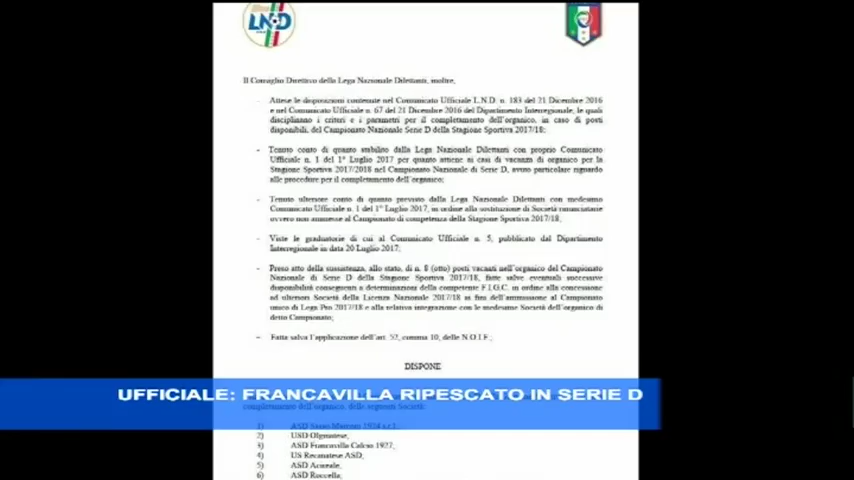 LND
Il Consiglio Direttivo della Lega Nazionale Dilettanti, inoltre,
- Attese le disposizioni contenute nel Comunicato Ufficiale L.N.D. n. 183 del 21 Dicembre 2016
e nel Comunicato Ufficiale n. 67 del 21 Dicembre 2016 del Dipartimento Interregionale, le quali
disciplinano i criteri e i parametri per il completamento dell'organico, in caso di posti
disponibili, del Campionato Nazionale Serie D della Stagione Sportiva 2017/18;
- Tenuto conto di quanto stabilito dalla Lega Nazionale Dilettanti con proprio Comunicato
Ufficiale n. 1 del 1° Luglio 2017 per quanto attiene ai casi di vacanza di organico per la
Stagione Sportiva 2017/2018 nel Campionato Nazionale di Serie D, avuto particolare riguardo
alle procedure per il completamento dell'organico;
- Tenuto ulteriore conto di quanto previsto dalla Lega Nazionale Dilettanti con medesimo
Comunicato Ufficiale n. 1 del 1° Luglio 2017, in ordine alla sostituzione di Società rinunciatarie
ovvero non ammesse al Campionato di competenza della Stagione Sportiva 2017/18,
- Viste le graduatorie di cui al Comunicato Ufficiale n. 5, pubblicato dal Dipartimento
Interregionale in data 20 Luglio 2017;
- Preso atto della sussistenza, allo stato, di n. 8 (otto) posti vacanti nell'organico del Campionato
Nazionale di Serie D della Stagione Sportiva 2017/18, fatte salve eventuali successive
disponibilità conseguenti a determinazioni della competente F.I.G.C. in ordine alla concessione
ad ulteriori Società della Licenza Nazionale 2017/18 ai fini dell'ammissione al Campionato
unico di Lega Pro 2017/18 e alla relativa integrazione con le medesime Società dell'organico di
detto Campionato;
- Fatta salva l'applicazione dell'art. 52, comma 10, delle N.O.I.F.;
DISPONE
UFFICIALE: FRANCAVILLA RIPESCATO IN SERIE D
completamento dell'organico, delle seguenti Società:
1) ASD Sasso Marconi 1924 s.r.l.
2) USD Olginatese,
3) ASD Francavilla Calcio 1927,
4) US Recanatese ASD,
5) ASD Acireale,
6) ASD Roccella,